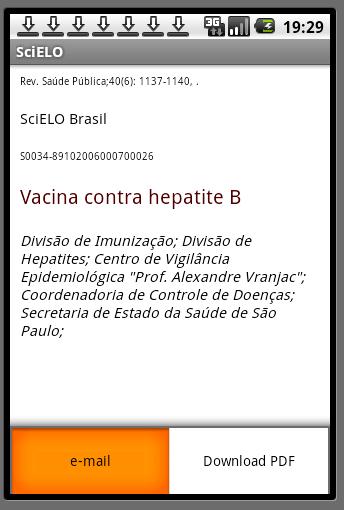 3G 19:29
SciELO
Rev. Saúde Pública;40(6): 1137-1140, .
SciELO Brasil
S0034-89102006000700026
Vacina contra hepatite B
Divisão de Imunização; Divisão de
Hepatites; Centro de Vigilância
Epidemiológica "Prof. Alexandre Vranjac";
Coordenadoria de Controle de Doenças;
Secretaria de Estado da Saúde de São
Paulo;
e-mail Download PDF